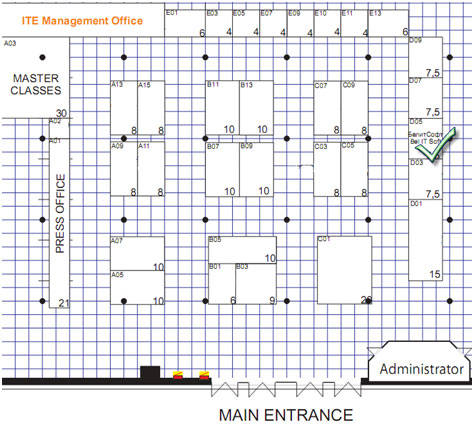 ITE Management Office
E01 E03 E05 E09 E10 E11 E13
6 4 4 4 4 4
A03
MASTER
CLASSES
30
A02
A01
PRESS OFFICE
21
A13 A15
8 8
B11 B13
10 10
C07 C09
8 8
D09
7,5
D07
7,5
D05
БелитСофт
Bel IT Soft
D03
7,5
D01
15
A09 A11
8 8
B07 B09
10 10
C03 C05
8 8
A07
10
A05
10
B05
10
B01 B03
6 9
C01
Administrator
MAIN ENTRANCE